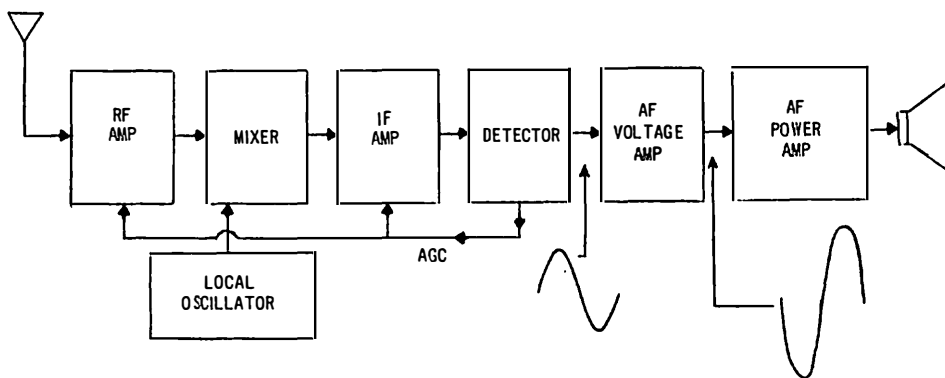 RF
AMP
MIXER
IF
AMP
DETECTOR
AF
VOLTAGE
AMP
AF
POWER
AMP
AGC
LOCAL
OSCILLATOR